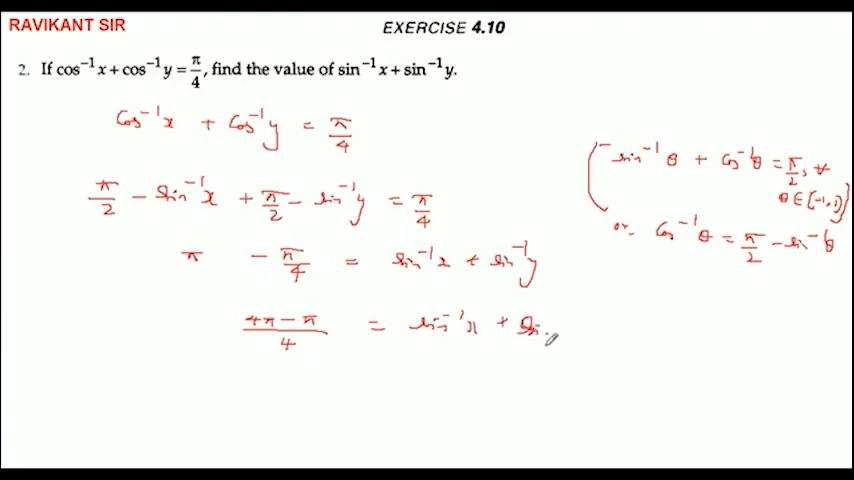 RAVIKANT SIR
EXERCISE 4.10
2. If cos⁻¹x + cos⁻¹y = π/4, find the value of sin⁻¹x + sin⁻¹y.
Cos⁻¹x + Cos⁻¹y = π/4
π/2 − sin⁻¹x + π/2 − sin⁻¹y = π/4
π − π/4 = sin⁻¹x + sin⁻¹y
(4π − π)/4 = sin⁻¹x + Sin
( sin⁻¹θ + Cos⁻¹θ = π/2, ∀
θ ∈ [−1, 1] )
or Cos⁻¹θ = π/2 − sin⁻¹θ